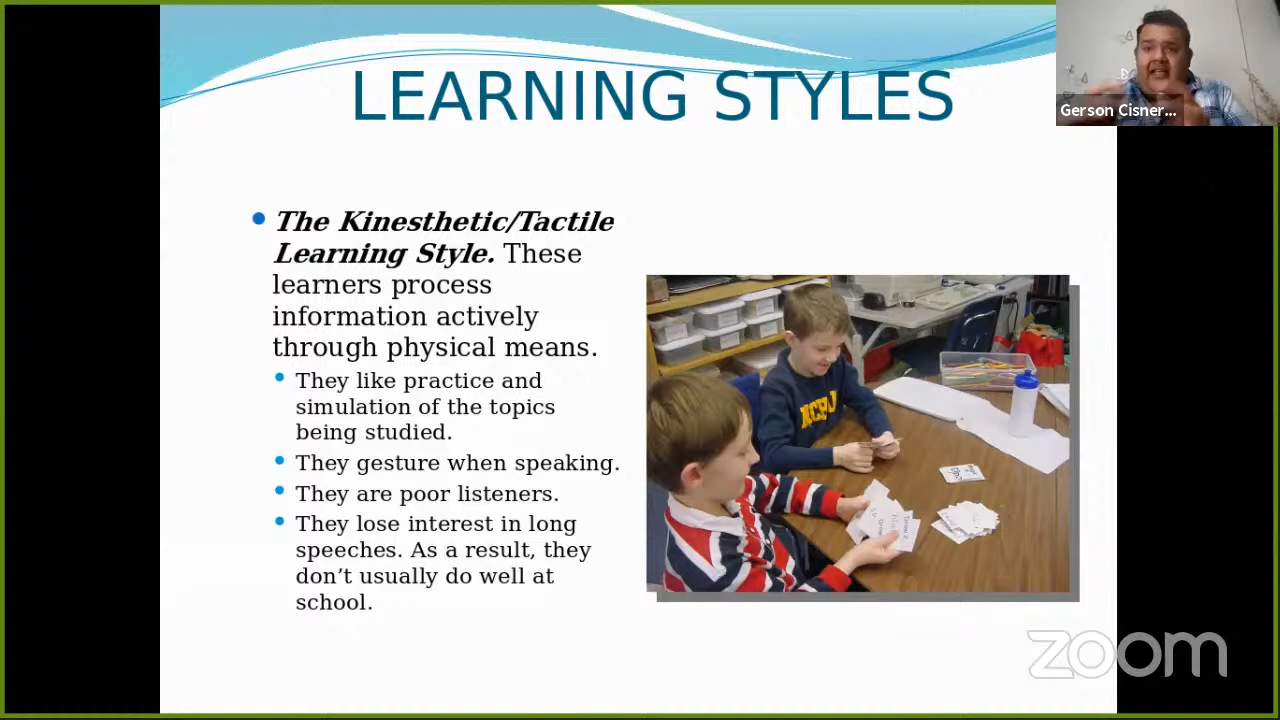 LEARNING STYLES
Gerson Cisner...
The Kinesthetic/Tactile
Learning Style. These
learners process
information actively
through physical means.
They like practice and
simulation of the topics
being studied.
They gesture when speaking.
They are poor listeners.
They lose interest in long
speeches. As a result, they
don’t usually do well at
school.
zoom